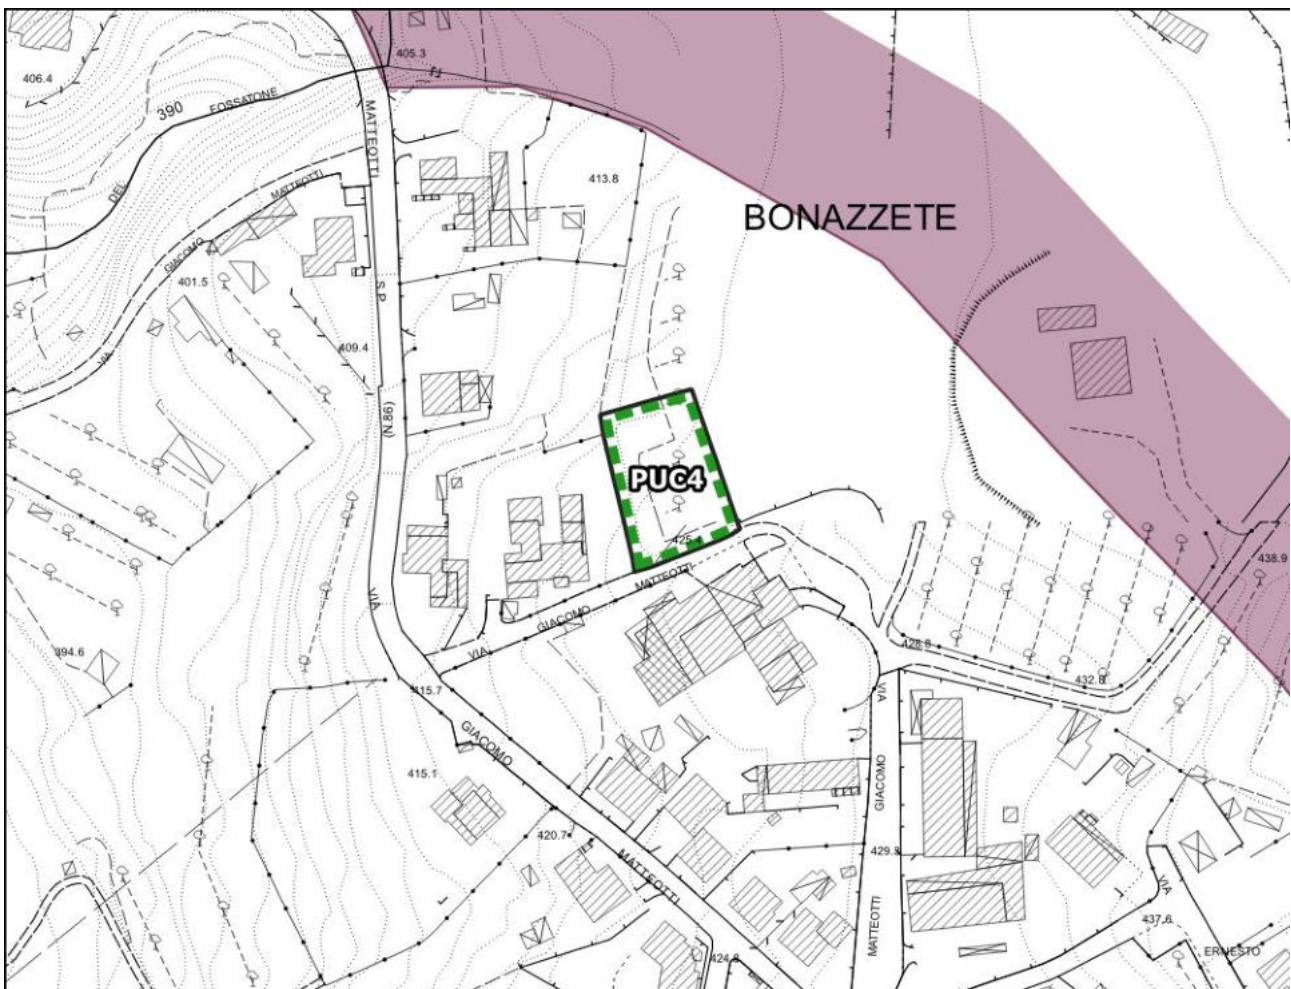 405.3
406.4
390
FOSSATONE
DEL
MATTEOTTI
MATTEOTTI
413.8
BONAZZETE
GIACOMO
401.5
S.P.
VIA
409.4
(N.86)
PUC4
425.4
438.9
MATTEOTTI
GIACOMO
VIA
VIA
428.8
394.6
432.8
415.7
VIA
GIACOMO
415.1
GIACOMO
420.7
MATTEOTTI
429.8
VIA
MATTEOTTI
437.6
424.8
ERNESTO